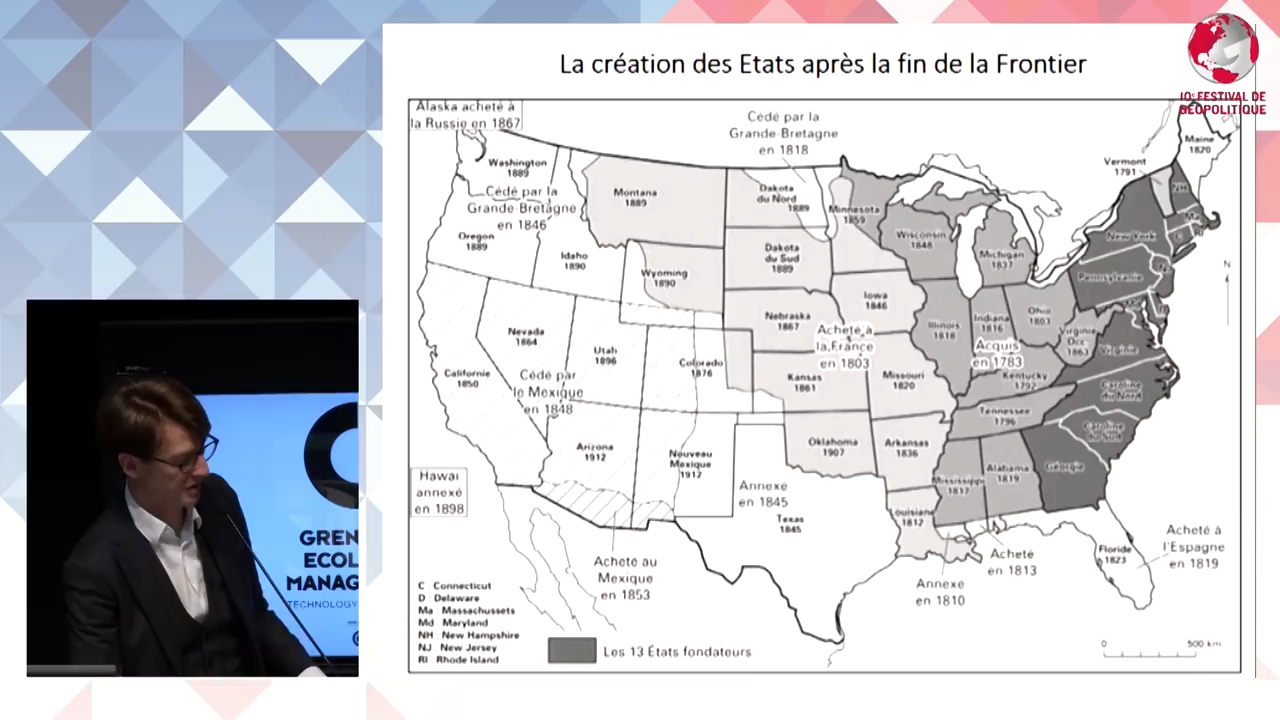 La création des Etats après la fin de la Frontier
10e FESTIVAL DE
GÉOPOLITIQUE
Alaska acheté à
la Russie en 1867
Cédé par la
Grande-Bretagne
en 1818
Maine
1820
Vermont
1791
NH
Washington
1889
Cédé par la
Grande-Bretagne
en 1846
Oregon
1889
Idaho
1890
Montana
1889
Dakota
du Nord
1889
Minnesota
1859
Wisconsin
1848
Michigan
1837
New York
Ma
C
Pennsylvanie
NJ
N
Wyoming
1890
Dakota
du Sud
1889
Iowa
1846
Nebraska
1867
Acheté à
la France
en 1803
Illinois
1818
Indiana
1816
Ohio
1803
Acquis
en 1783
Virginie
Occ
1863
Virginie
Kentucky
1792
Nevada
1864
Utah
1896
Colorado
1876
Kansas
1861
Missouri
1820
Californie
1850
Cédé par
le Mexique
en 1848
Caroline
du Nord
Tennessee
1796
Caroline
du Sud
Arizona
1912
Nouveau
Mexique
1912
Oklahoma
1907
Arkansas
1836
Mississippi
1817
Alabama
1819
Géorgie
Hawaï
annexé
en 1898
Annexé
en 1845
Texas
1845
Louisiane
1812
Floride
1823
Acheté à
l'Espagne
en 1819
Acheté
en 1813
Annexé
en 1810
Acheté au
Mexique
en 1853
C Connecticut
D Delaware
Ma Massachussets
Md Maryland
NH New Hampshire
NJ New Jersey
RI Rhode Island
Les 13 États fondateurs
0 500 km
GREN
ECOL
MANAG
TECHNOLOGY